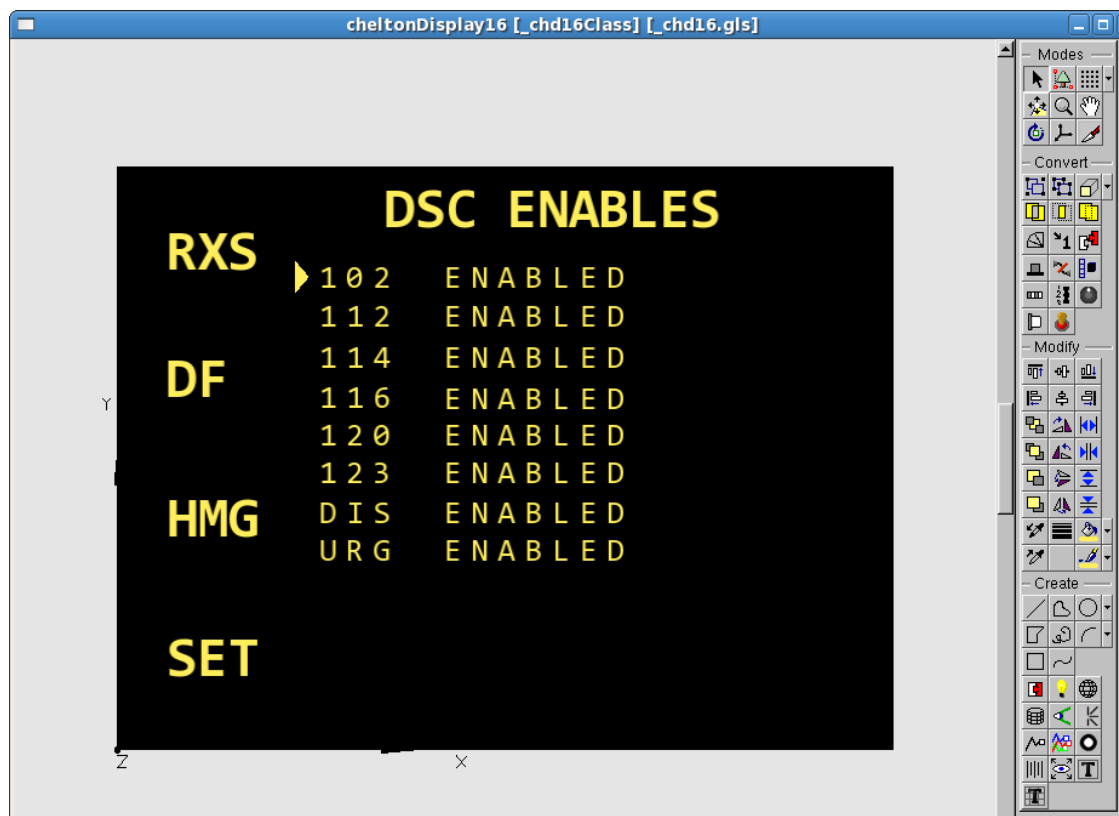 cheltonDisplay16 [_chd16Class] [_chd16.gls]
Modes
Convert
1
Modify
Create
T
T
DSC ENABLES
RXS
DF
HMG
SET
102 ENABLED
112 ENABLED
114 ENABLED
116 ENABLED
120 ENABLED
123 ENABLED
DIS ENABLED
URG ENABLED
Y
Z
X